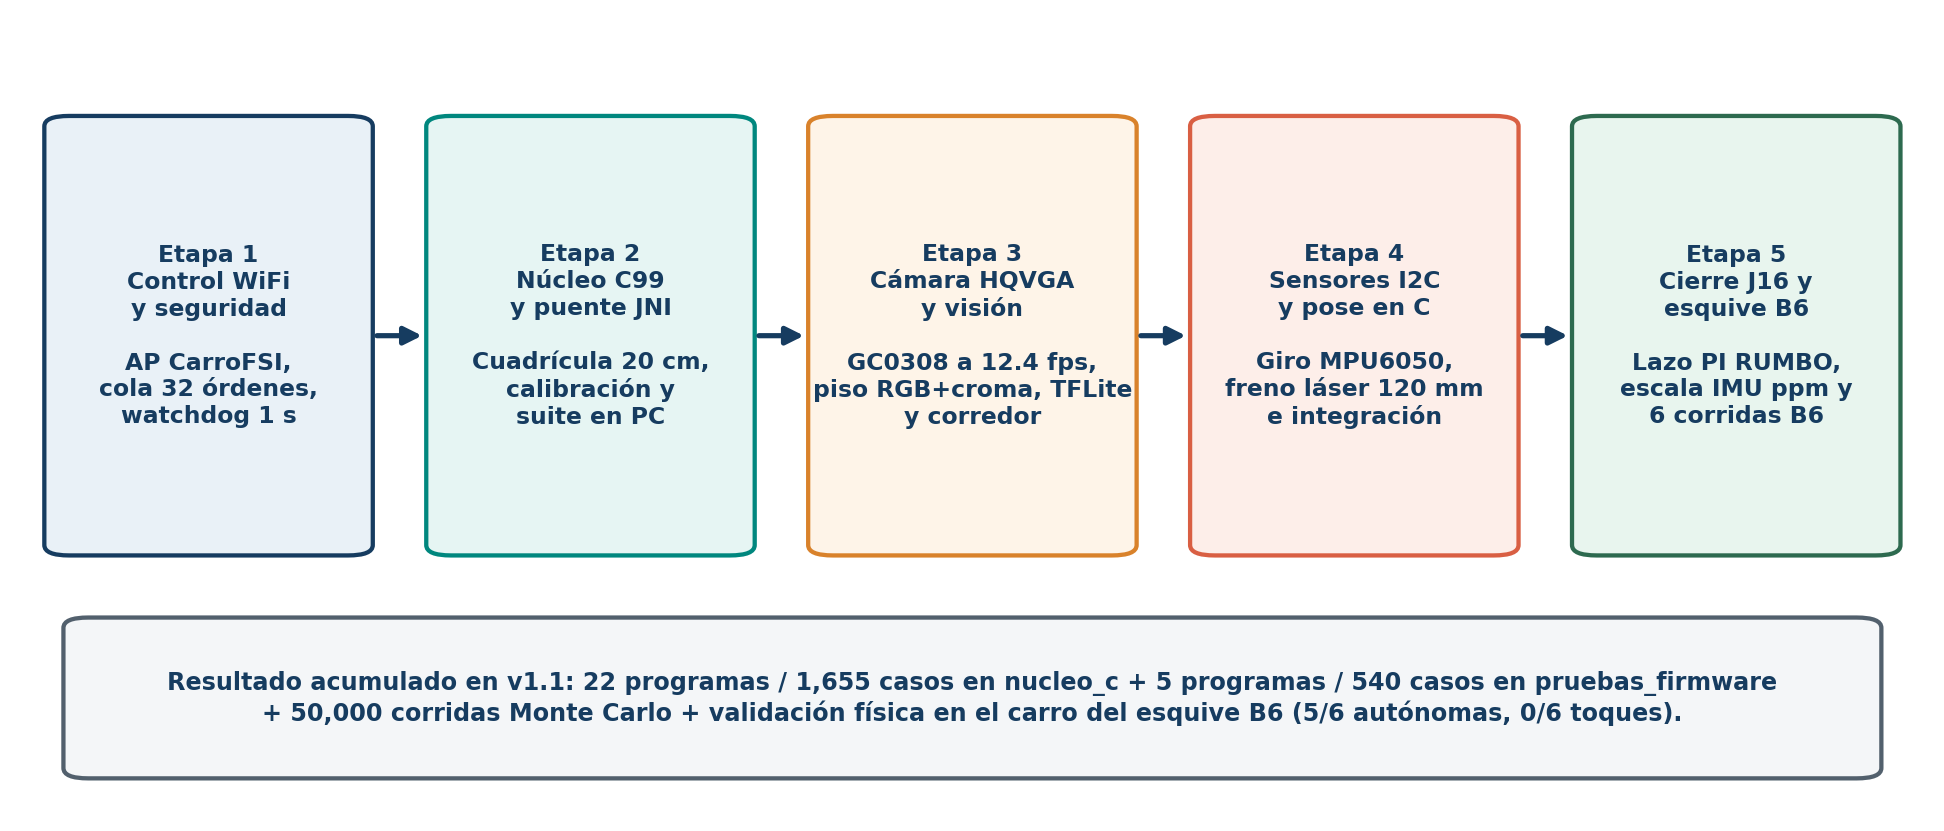 Etapa 1
Control WiFi
y seguridad
AP CarroFSI,
cola 32 órdenes,
watchdog 1 s
Etapa 2
Núcleo C99
y puente JNI
Cuadrícula 20 cm,
calibración y
suite en PC
Etapa 3
Cámara HQVGA
y visión
GC0308 a 12.4 fps,
piso RGB+croma, TFLite
y corredor
Etapa 4
Sensores I2C
y pose en C
Giro MPU6050,
freno láser 120 mm
e integración
Etapa 5
Cierre J16 y
esquive B6
Lazo PI RUMBO,
escala IMU ppm y
6 corridas B6
Resultado acumulado en v1.1: 22 programas / 1,655 casos en nucleo_c + 5 programas / 540 casos en pruebas_firmware
+ 50,000 corridas Monte Carlo + validación física en el carro del esquive B6 (5/6 autónomas, 0/6 toques).